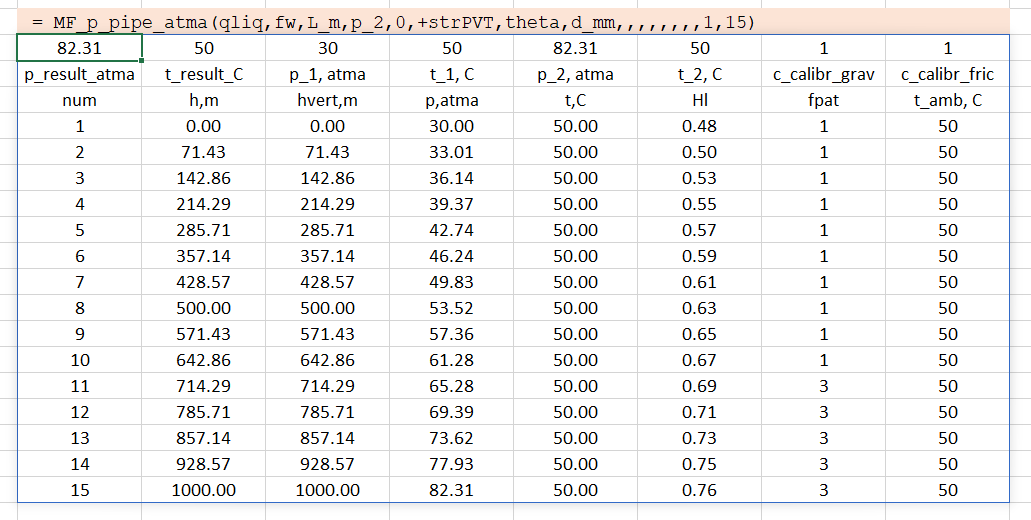 = MF_p_pipe_atma(qliq,fw,L_m,p_2,0,+strPVT,theta,d_mm,,,,,,,,1,15)
82.31 50 30 50 82.31 50 1 1
p_result_atma t_result_C p_1, atma t_1, C p_2, atma t_2, C c_calibr_grav c_calibr_fric
num h,m hvert,m p,atma t,C Hl fpat t_amb, C
1 0.00 0.00 30.00 50.00 0.48 1 50
2 71.43 71.43 33.01 50.00 0.50 1 50
3 142.86 142.86 36.14 50.00 0.53 1 50
4 214.29 214.29 39.37 50.00 0.55 1 50
5 285.71 285.71 42.74 50.00 0.57 1 50
6 357.14 357.14 46.24 50.00 0.59 1 50
7 428.57 428.57 49.83 50.00 0.61 1 50
8 500.00 500.00 53.52 50.00 0.63 1 50
9 571.43 571.43 57.36 50.00 0.65 1 50
10 642.86 642.86 61.28 50.00 0.67 1 50
11 714.29 714.29 65.28 50.00 0.69 3 50
12 785.71 785.71 69.39 50.00 0.71 3 50
13 857.14 857.14 73.62 50.00 0.73 3 50
14 928.57 928.57 77.93 50.00 0.75 3 50
15 1000.00 1000.00 82.31 50.00 0.76 3 50